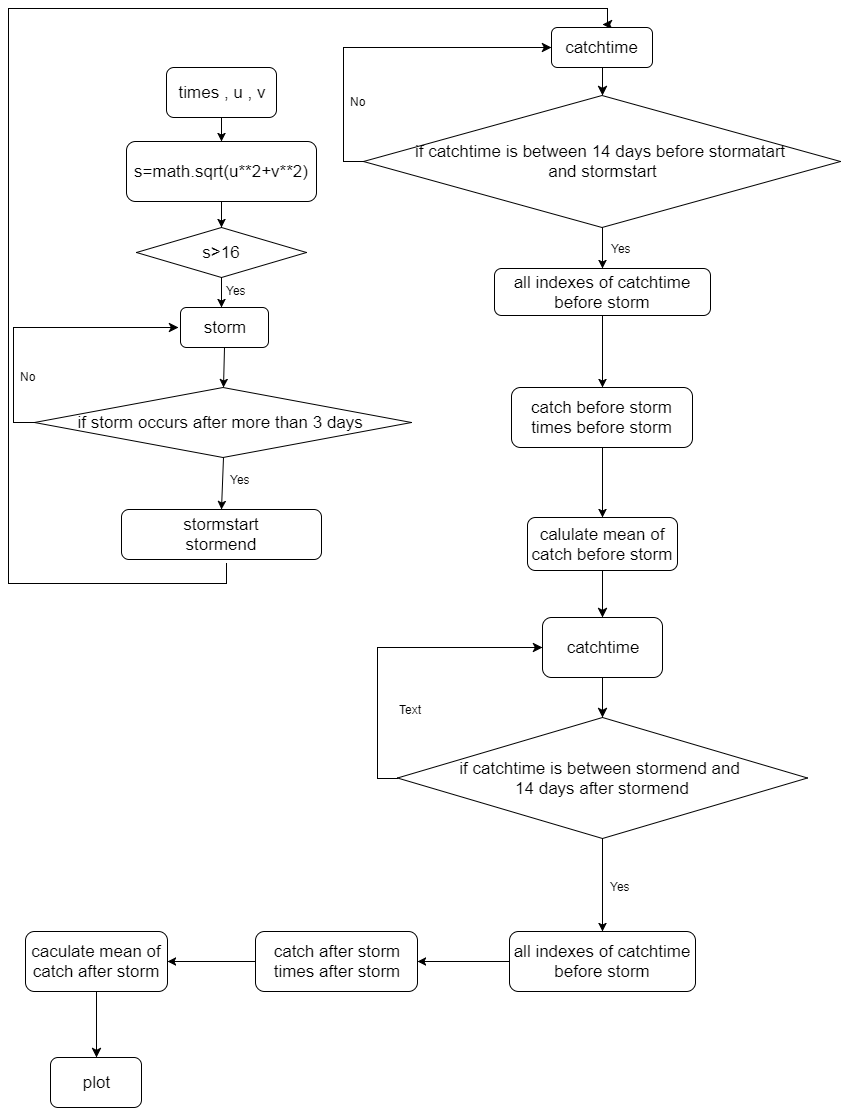 times , u , v
s=math.sqrt(u**2+v**2)
s>16
Yes
storm
No
if storm occurs after more than 3 days
Yes
stormstart
stormend
catchtime
No
if catchtime is between 14 days before stormatart
and stormstart
Yes
all indexes of catchtime
before storm
catch before storm
times before storm
calulate mean of
catch before storm
catchtime
Text
if catchtime is between stormend and
14 days after stormend
Yes
all indexes of catchtime
before storm
catch after storm
times after storm
caculate mean of
catch after storm
plot